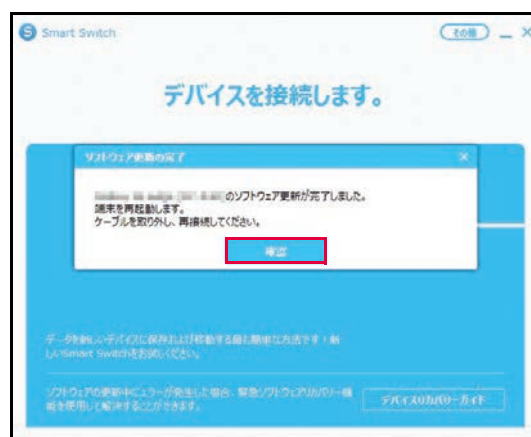 S Smart Switch その他
デバイスを接続します。
ソフトウェア更新の完了
のソフトウェア更新が完了しました。
端末を再起動します。
ケーブルを取り外し、再接続してください。
確認
データを新しいデバイスに保存および移動する最も簡単な方法です！新
しいSmart Switchをお試しください。
ソフトウェアの更新中にエラーが発生した場合、緊急ソフトウェアリカバリー機
能を使用して解決することができます。
デバイスリカバリーガイド